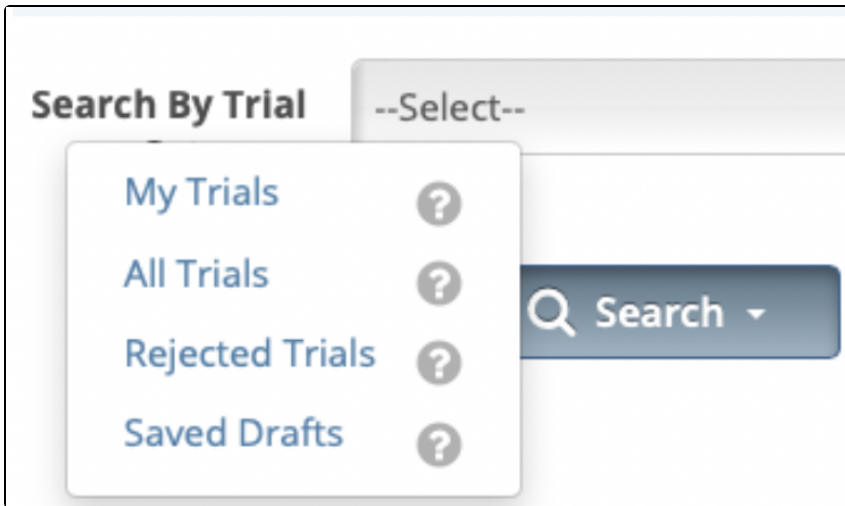 Search By Trial
--Select--
My Trials
All Trials
Rejected Trials
Saved Drafts
Search